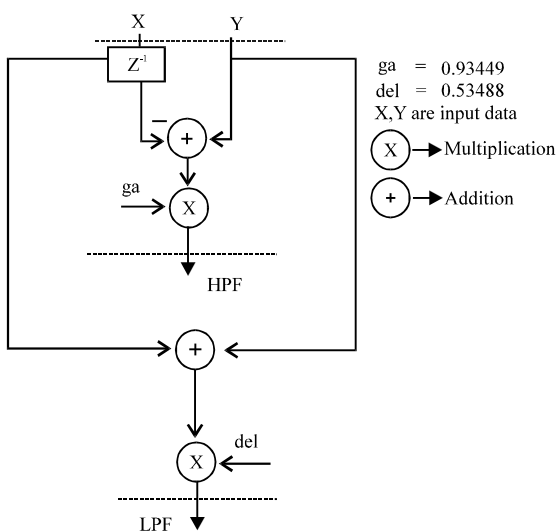 X Y
Z⁻¹
ga = 0.93449
del = 0.53488
X,Y are input data
− +
X Multiplication
ga X
+ Addition
HPF
+
del
X
LPF